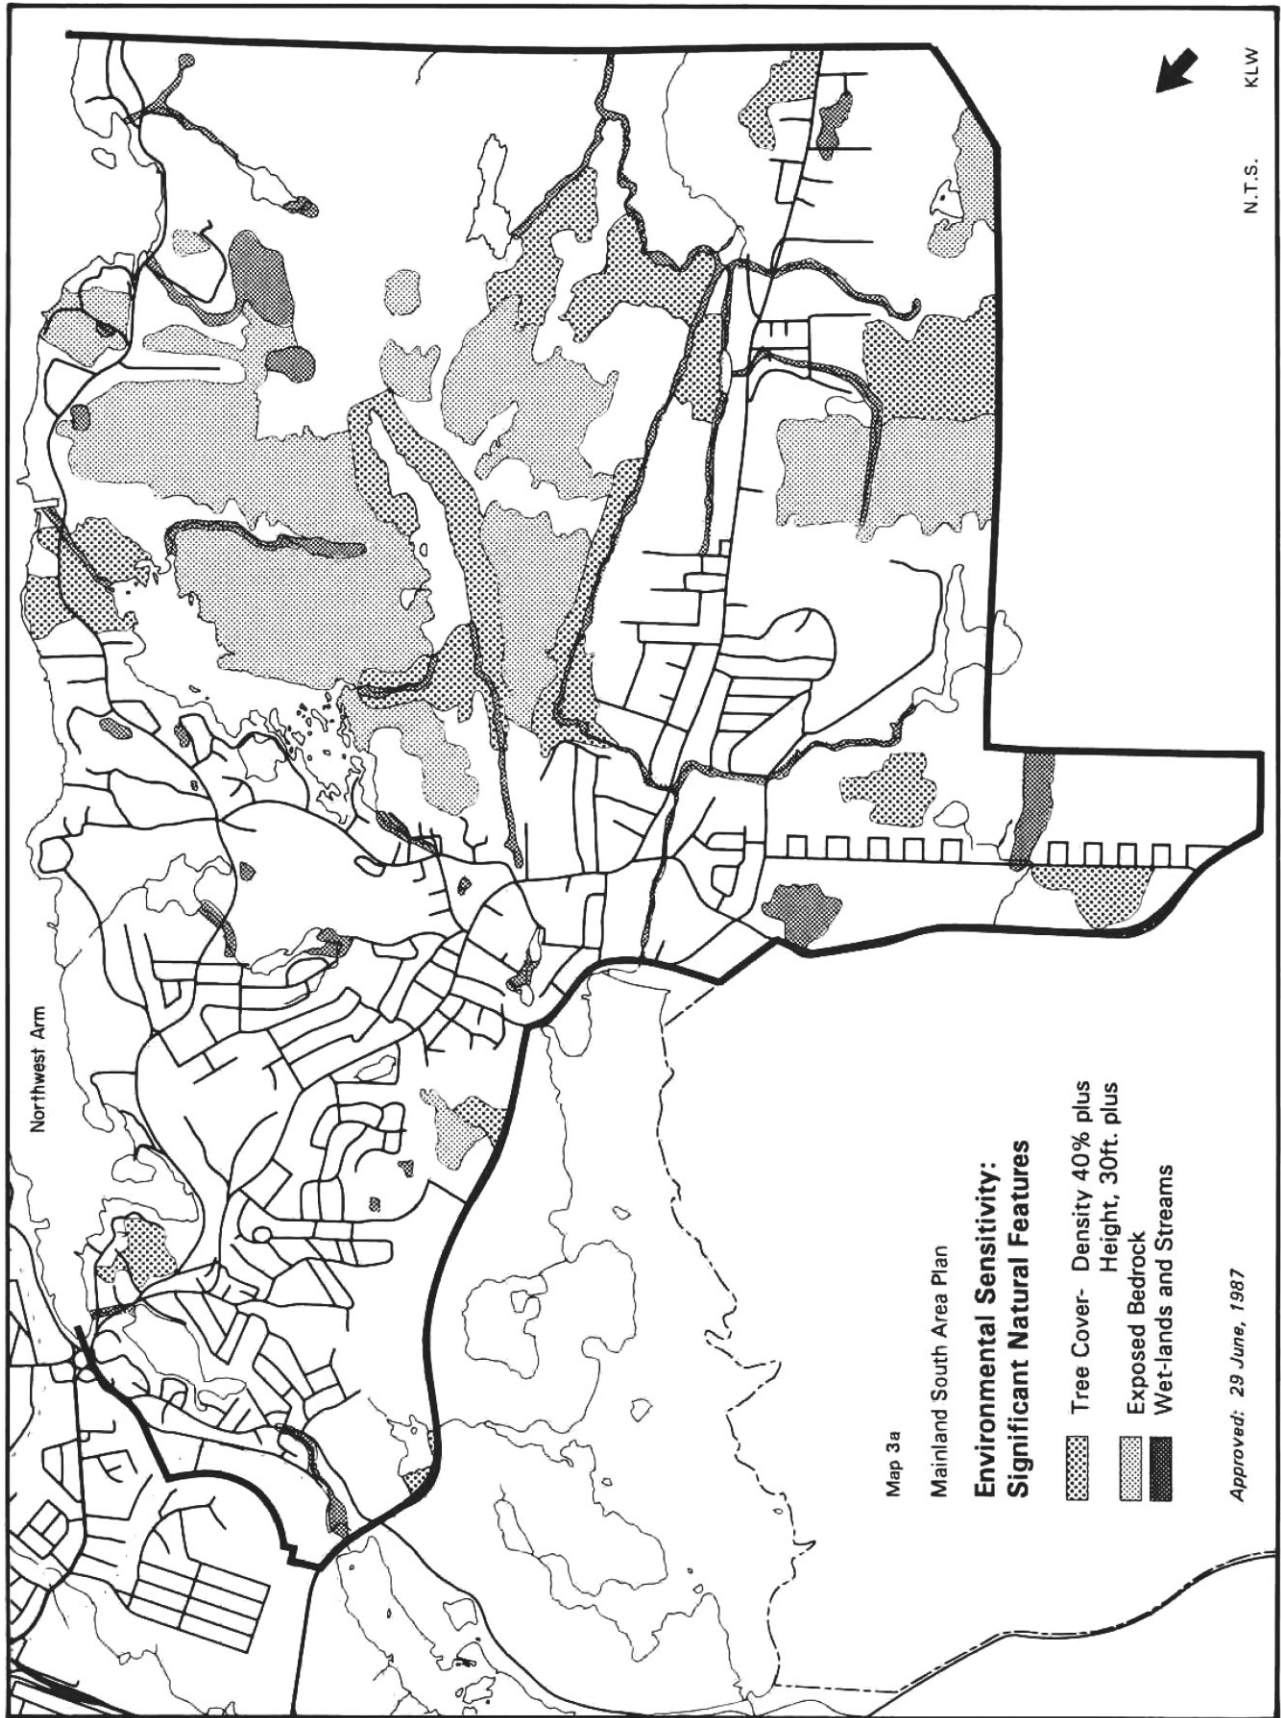 Northwest Arm
Map 3a
Mainland South Area Plan
Environmental Sensitivity:
Significant Natural Features
Tree Cover- Density 40% plus
Height, 30ft. plus
Exposed Bedrock
Wet-lands and Streams
Approved: 29 June, 1987
N.T.S. KLW